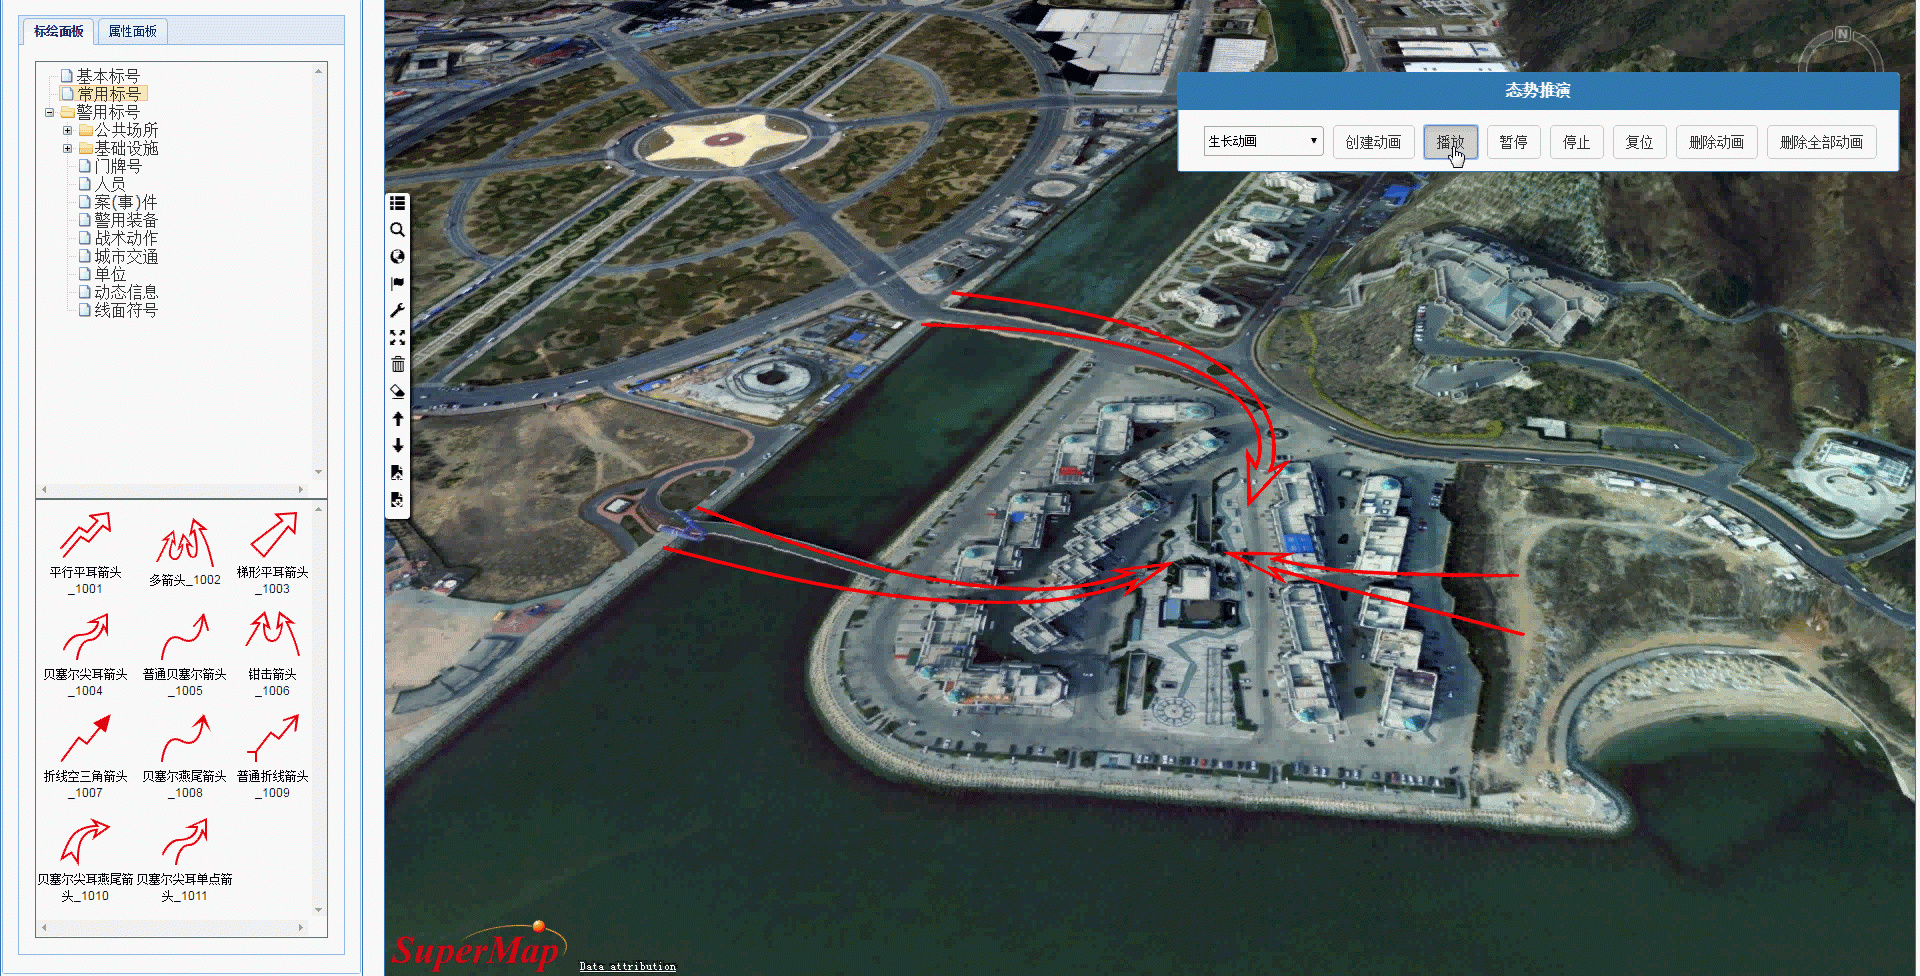 标绘面板
属性面板
基本标号
常用标号
警用标号
公共场所
基础设施
门牌号
人员
案(事)件
警用装备
战术动作
城市交通
单位
动态信息
线面符号
平行平耳箭头
_1001
多箭头_1002
梯形平耳箭头
_1003
贝塞尔尖耳箭头
_1004
普通贝塞尔箭头
_1005
钳击箭头
_1006
折线空三角箭头
_1007
贝塞尔燕尾箭头
_1008
普通折线箭头
_1009
贝塞尔尖耳燕尾箭
头_1010
贝塞尔尖耳单点箭
头_1011
N
态势推演
生长动画
创建动画
播放
暂停
停止
复位
删除动画
删除全部动画
SuperMap
Data attribution